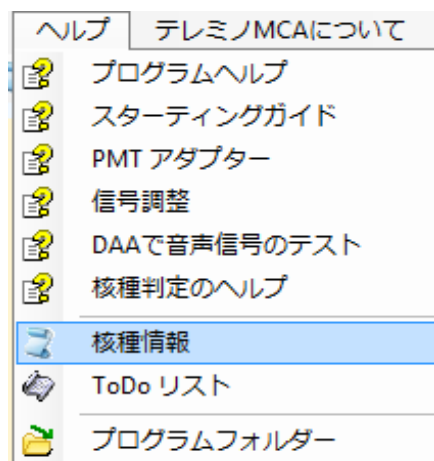 ヘルプ テレミノMCAについて
プログラムヘルプ
スターティングガイド
PMT アダプター
信号調整
DAAで音声信号のテスト
核種判定のヘルプ
核種情報
ToDo リスト
プログラムフォルダー